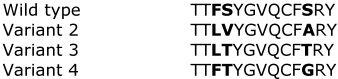 Wild type TTFSYGVQCFSRY
Variant 2 TTLVYGVQCFARY
Variant 3 TTLTYGVQCFTRY
Variant 4 TTFTYGVQCFGRY